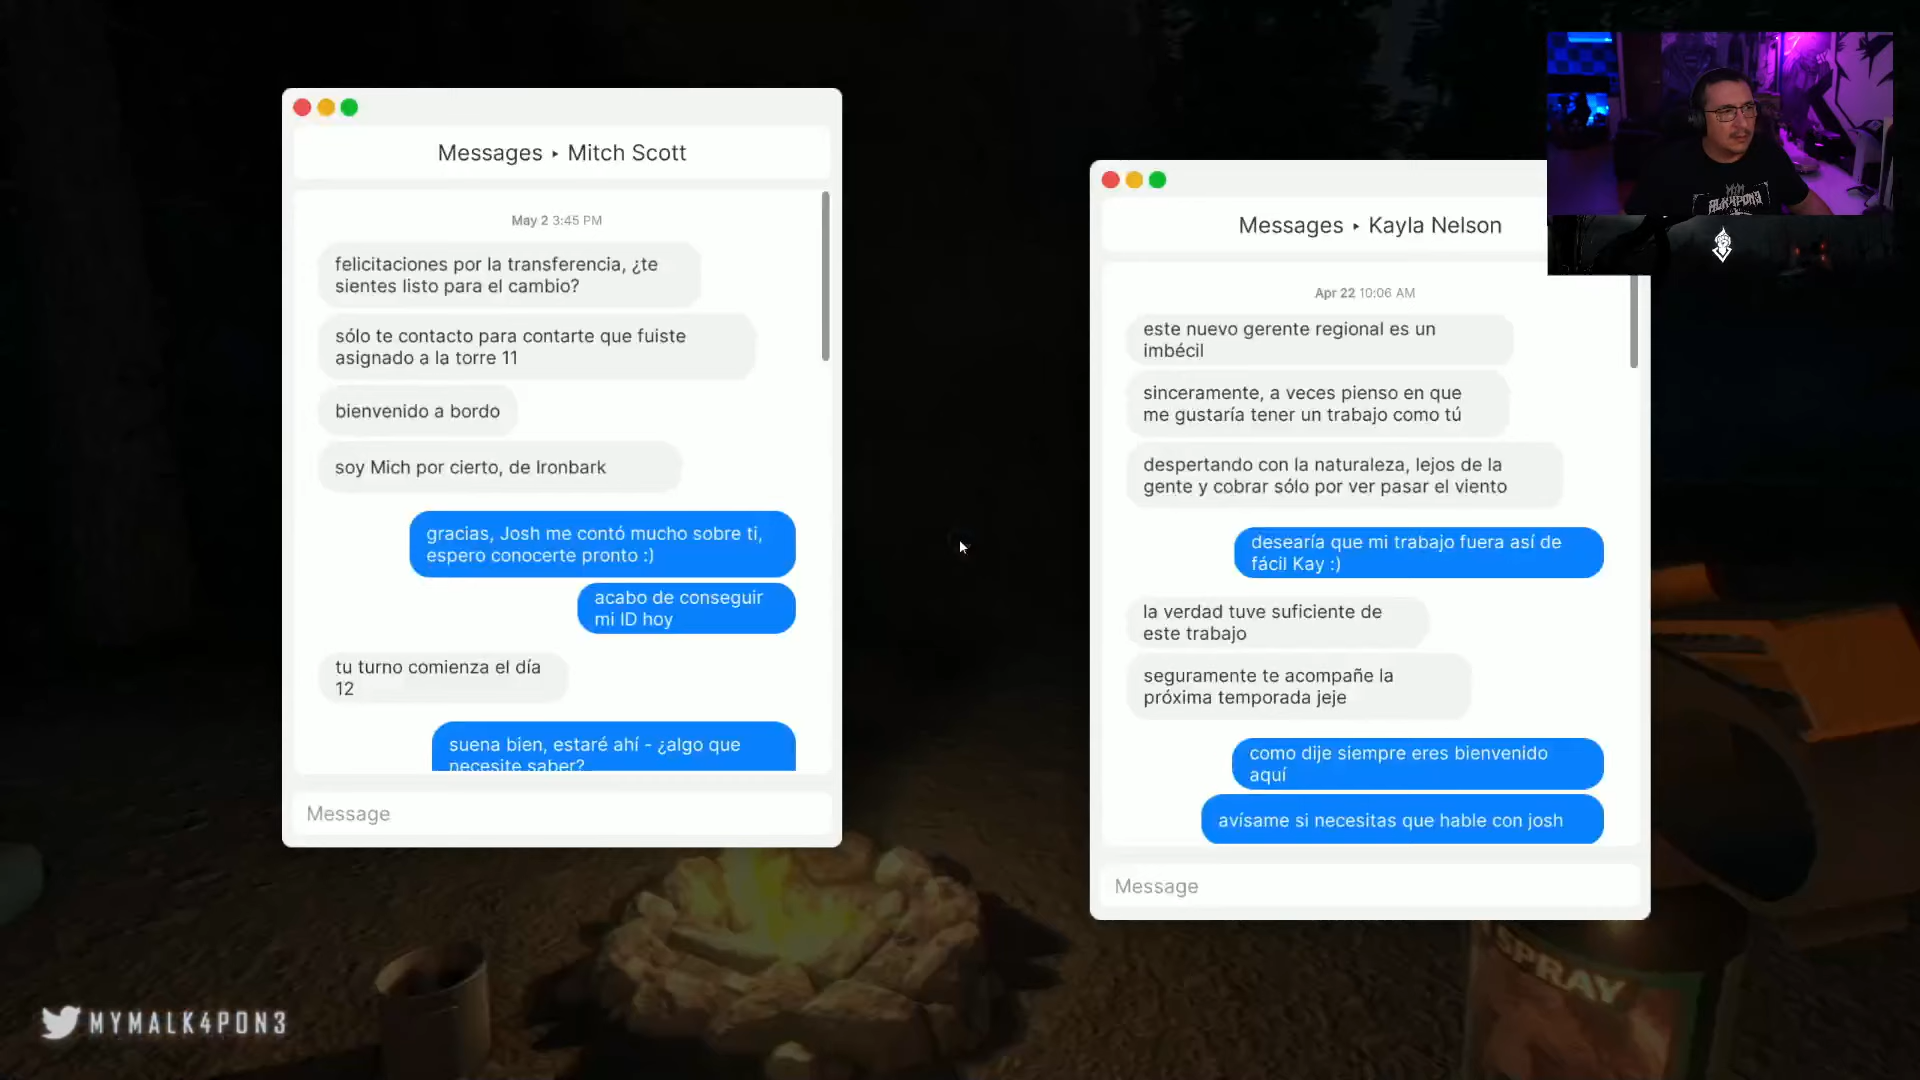 Messages ‣ Mitch Scott
May 2 3:45 PM
felicitaciones por la transferencia, ¿te
sientes listo para el cambio?
sólo te contacto para contarte que fuiste
asignado a la torre 11
bienvenido a bordo
soy Mich por cierto, de Ironbark
gracias, Josh me contó mucho sobre ti,
espero conocerte pronto :)
acabo de conseguir
mi ID hoy
tu turno comienza el día
12
suena bien, estaré ahí - ¿algo que
necesite saber?
Message
Messages ‣ Kayla Nelson
Apr 22 10:06 AM
este nuevo gerente regional es un
imbécil
sinceramente, a veces pienso en que
me gustaría tener un trabajo como tú
despertando con la naturaleza, lejos de la
gente y cobrar sólo por ver pasar el viento
desearía que mi trabajo fuera así de
fácil Kay :)
la verdad tuve suficiente de
este trabajo
seguramente te acompañe la
próxima temporada jeje
como dije siempre eres bienvenido
aquí
avísame si necesitas que hable con josh
Message
SPRAY
MYMALK4PON3